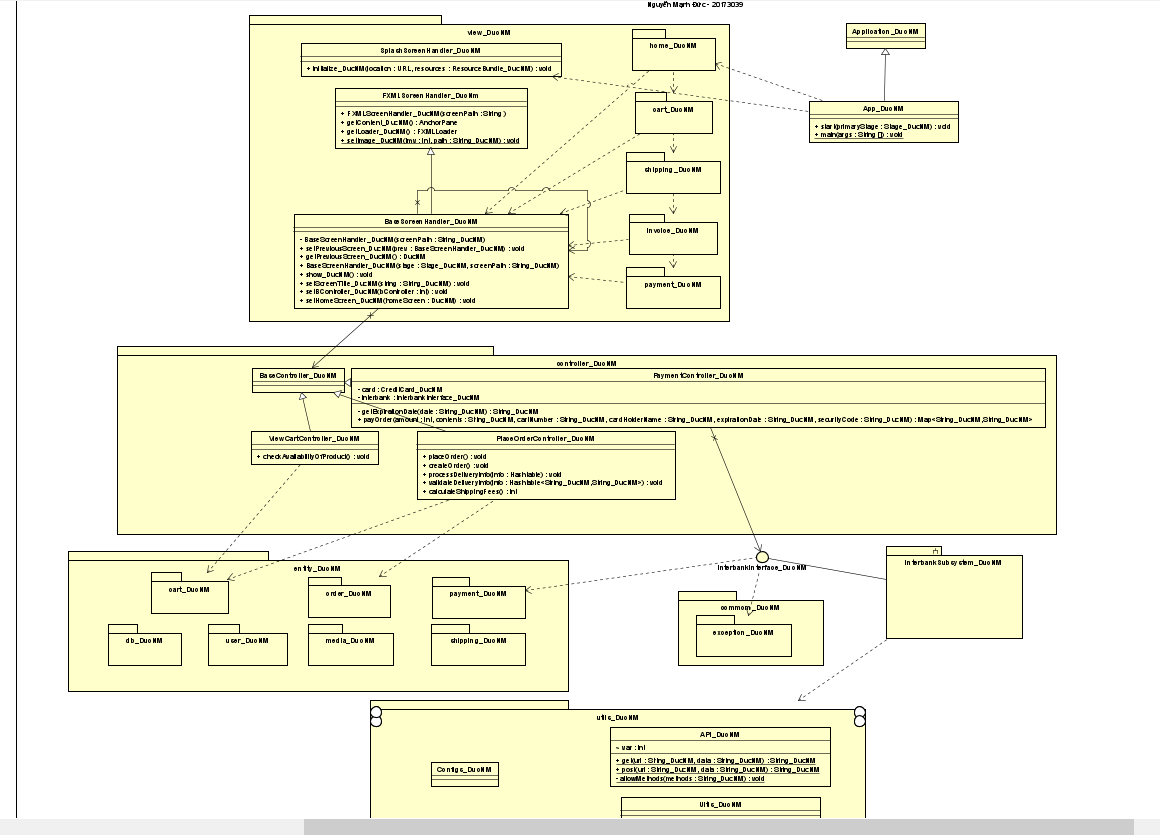 Nguyễn Mạnh Đức - 20173039
view_DucNM
SplashScreenHandler_DucNM
+ initialize_DucNM(location : URL, resources : ResourceBundle_DucNM) : void
FXMLScreenHandler_DucNm
+ FXMLScreenHandler_DucNM(screenPath : String )
+ getContent_DucNM() : AnchorPane
+ getLoader_DucNM() : FXMLLoader
+ setImage_DucNM(imv : int, path : String_DucNM) : void
BaseScreenHandler_DucNM
- BaseScreenHandler_DucNM(screenPath : String_DucNM)
+ setPreviousScreen_DucNM(prev : BaseScreenHandler_DucNM) : void
+ getPreviousScreen_DucNM() : DucNM
+ BaseScreenHandler_DucNM(stage : Stage_DucNM, screenPath : String_DucNM)
+ show_DucNM() : void
+ setScreenTitle_DucNM(string : String_DucNM) : void
+ setBController_DucNM(bController : int) : void
+ setHomeScreen_DucNM(homeScreen : DucNM) : void
home_DucNM
cart_DucNM
shipping_DucNM
invoice_DucNM
payment_DucNM
Application_DucNM
App_DucNM
+ start(primaryStage : Stage_DucNM) : void
+ main(args : String []) : void
controller_DucNM
BaseController_DucNM
PaymentController_DucNM
- card : CreditCard_DucNM
- interbank : InterbankInterface_DucNM
- getExpirationDate(date : String_DucNM) : String_DucNM
+ payOrder(amount : int, contents : String_DucNM, cardNumber : String_DucNM, cardHolderName : String_DucNM, expirationDate : String_DucNM, securityCode : String_DucNM) : Map<String_DucNM,String_DucNM>
ViewCartController_DucNM
+ checkAvailabilityOfProduct() : void
PlaceOrderController_DucNM
+ placeOrder() : void
+ createOrder() : void
+ processDeliveryInfo(info : Hashtable) : void
+ validateDeliveryInfo(info : Hashtable<String_DucNM,String_DucNM>) : void
+ calculateShippingFees() : int
entity_DucNM
cart_DucNM
order_DucNM
payment_DucNM
db_DucNM
user_DucNM
media_DucNM
shipping_DucNM
InterbankInterface_DucNM
InterbankSubsystem_DucNM
common_DucNM
exception_DucNM
utils_DucNM
API_DucNM
~ var : int
+ get(url : String_DucNM, data : String_DucNM) : String_DucNM
+ post(url : String_DucNM, data : String_DucNM) : String_DucNM
- allowMethods(methods : String_DucNM) : void
Configs_DucNM
Utils_DucNM